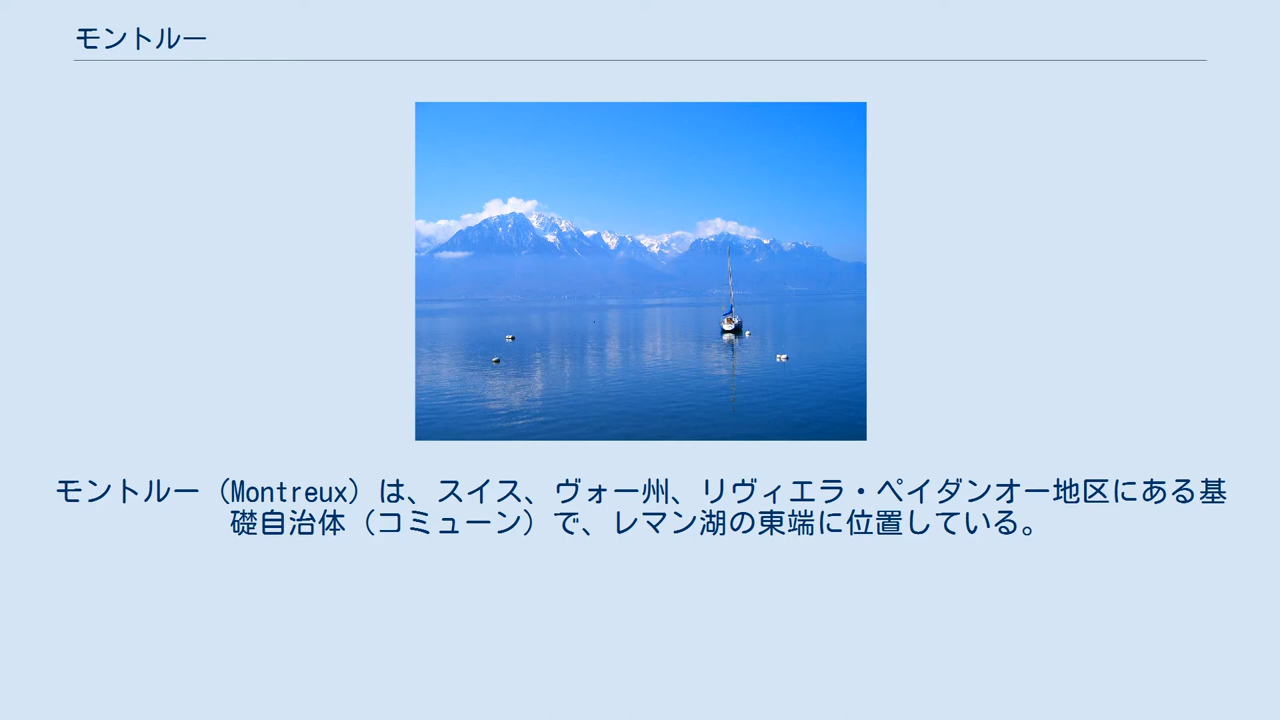 モントルー
モントルー（Montreux）は、スイス、ヴォー州、リヴィエラ・ペイダンオー地区にある基
礎自治体（コミューン）で、レマン湖の東端に位置している。